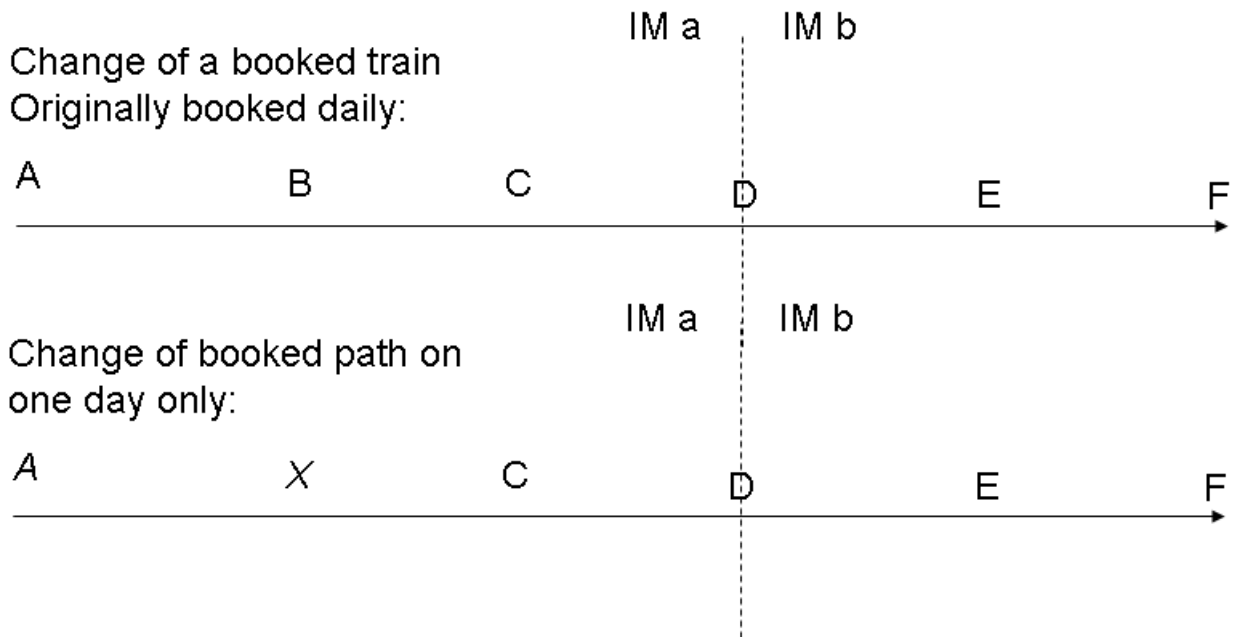 IM a IM b
Change of a booked train
Originally booked daily:
A B C D E F
IM a IM b
Change of booked path on
one day only:
A X C D E F